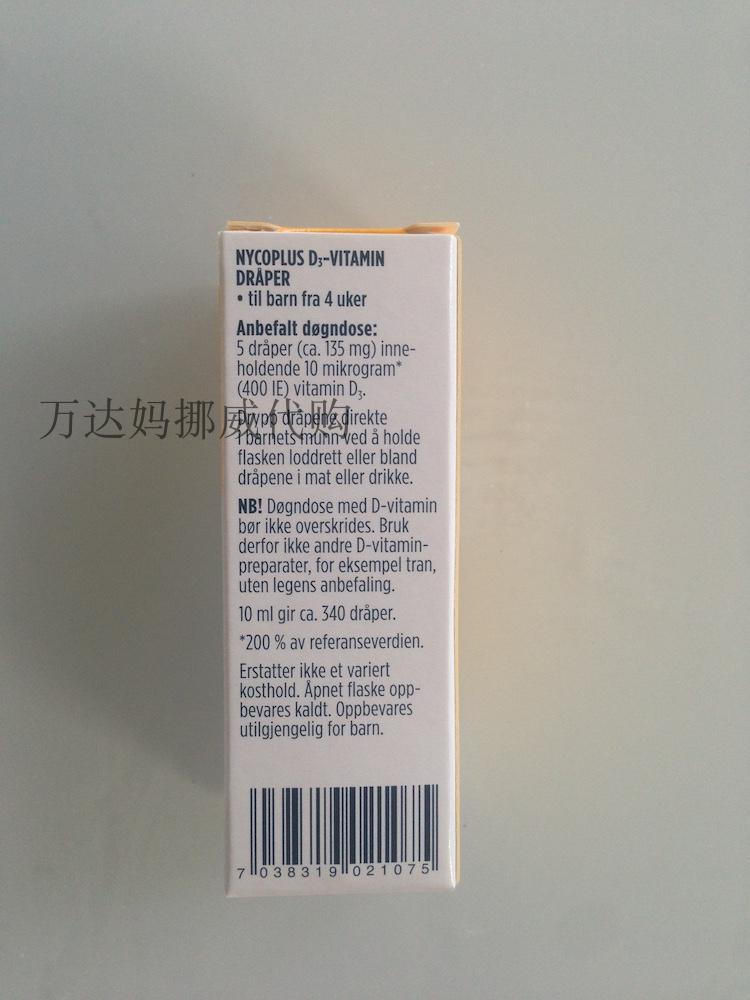 NYCOPLUS D₃-VITAMIN
DRÅPER
• til barn fra 4 uker
Anbefalt døgndose:
5 dråper (ca. 135 mg) inne-
holdende 10 mikrogram*
(400 IE) vitamin D₃.
万达妈挪威代购
Drypp dråpene direkte
i barnets munn ved å holde
flasken loddrett eller bland
dråpene i mat eller drikke.
NB! Døgndose med D-vitamin
bør ikke overskrides. Bruk
derfor ikke andre D-vitamin-
preparater, for eksempel tran,
uten legens anbefaling.
10 ml gir ca. 340 dråper.
*200 % av referanseverdien.
Erstatter ikke et variert
kosthold. Åpnet flaske opp-
bevares kaldt. Oppbevares
utilgjengelig for barn.
7 038319 021075